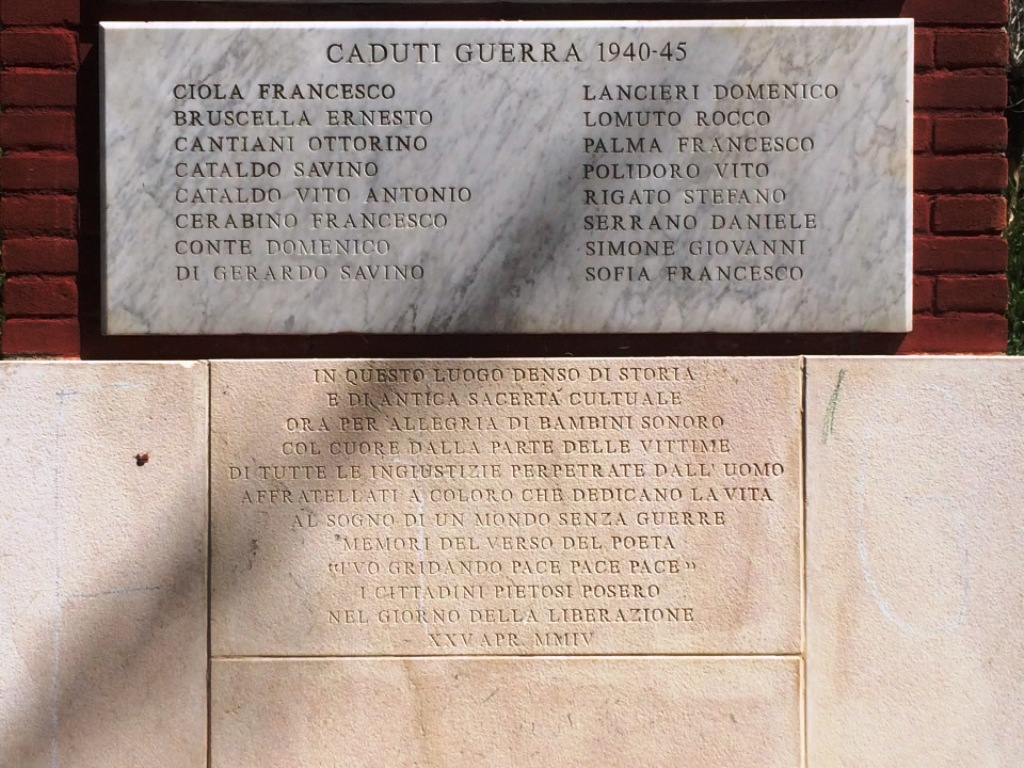 CADUTI GUERRA 1940-45
CIOLA FRANCESCO
BRUSCELLA ERNESTO
CANTIANI OTTORINO
CATALDO SAVINO
CATALDO VITO ANTONIO
CERABINO FRANCESCO
CONTE DOMENICO
DI GERARDO SAVINO
LANCIERI DOMENICO
LOMUTO ROCCO
PALMA FRANCESCO
POLIDORO VITO
RIGATO STEFANO
SERRANO DANIELE
SIMONE GIOVANNI
SOFIA FRANCESCO
IN QUESTO LUOGO DENSO DI STORIA
E DI ANTICA SACERTA CULTUALE
ORA PER ALLEGRIA DI BAMBINI SONORO
COL CUORE DALLA PARTE DELLE VITTIME
DI TUTTE LE INGIUSTIZIE PERPETRATE DALL' UOMO
AFFRATELLATI A COLORO CHE DEDICANO LA VITA
AL SOGNO DI UN MONDO SENZA GUERRE
MEMORI DEL VERSO DEL POETA
“I'VO GRIDANDO PACE PACE PACE”
I CITTADINI PIETOSI POSERO
NEL GIORNO DELLA LIBERAZIONE
XXV APR. MMIV